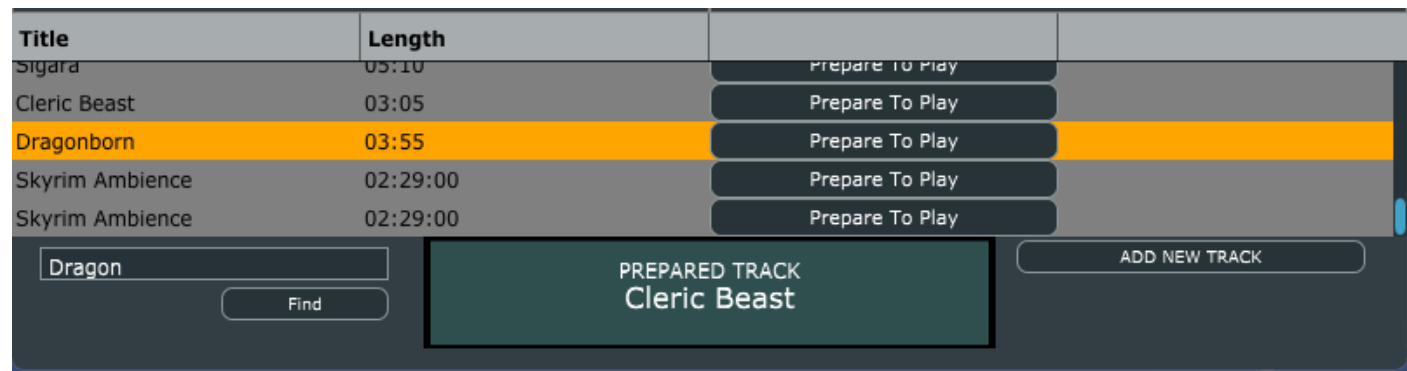 Title Length
Sigara 05:10 Prepare To Play
Cleric Beast 03:05 Prepare To Play
Dragonborn 03:55 Prepare To Play
Skyrim Ambience 02:29:00 Prepare To Play
Skyrim Ambience 02:29:00 Prepare To Play
Dragon
Find
PREPARED TRACK
Cleric Beast
ADD NEW TRACK